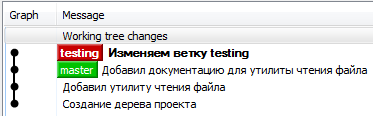 Graph Message
Working tree changes
testing Изменяем ветку testing
master Добавил документацию для утилиты чтения файла
Добавил утилиту чтения файла
Создание дерева проекта